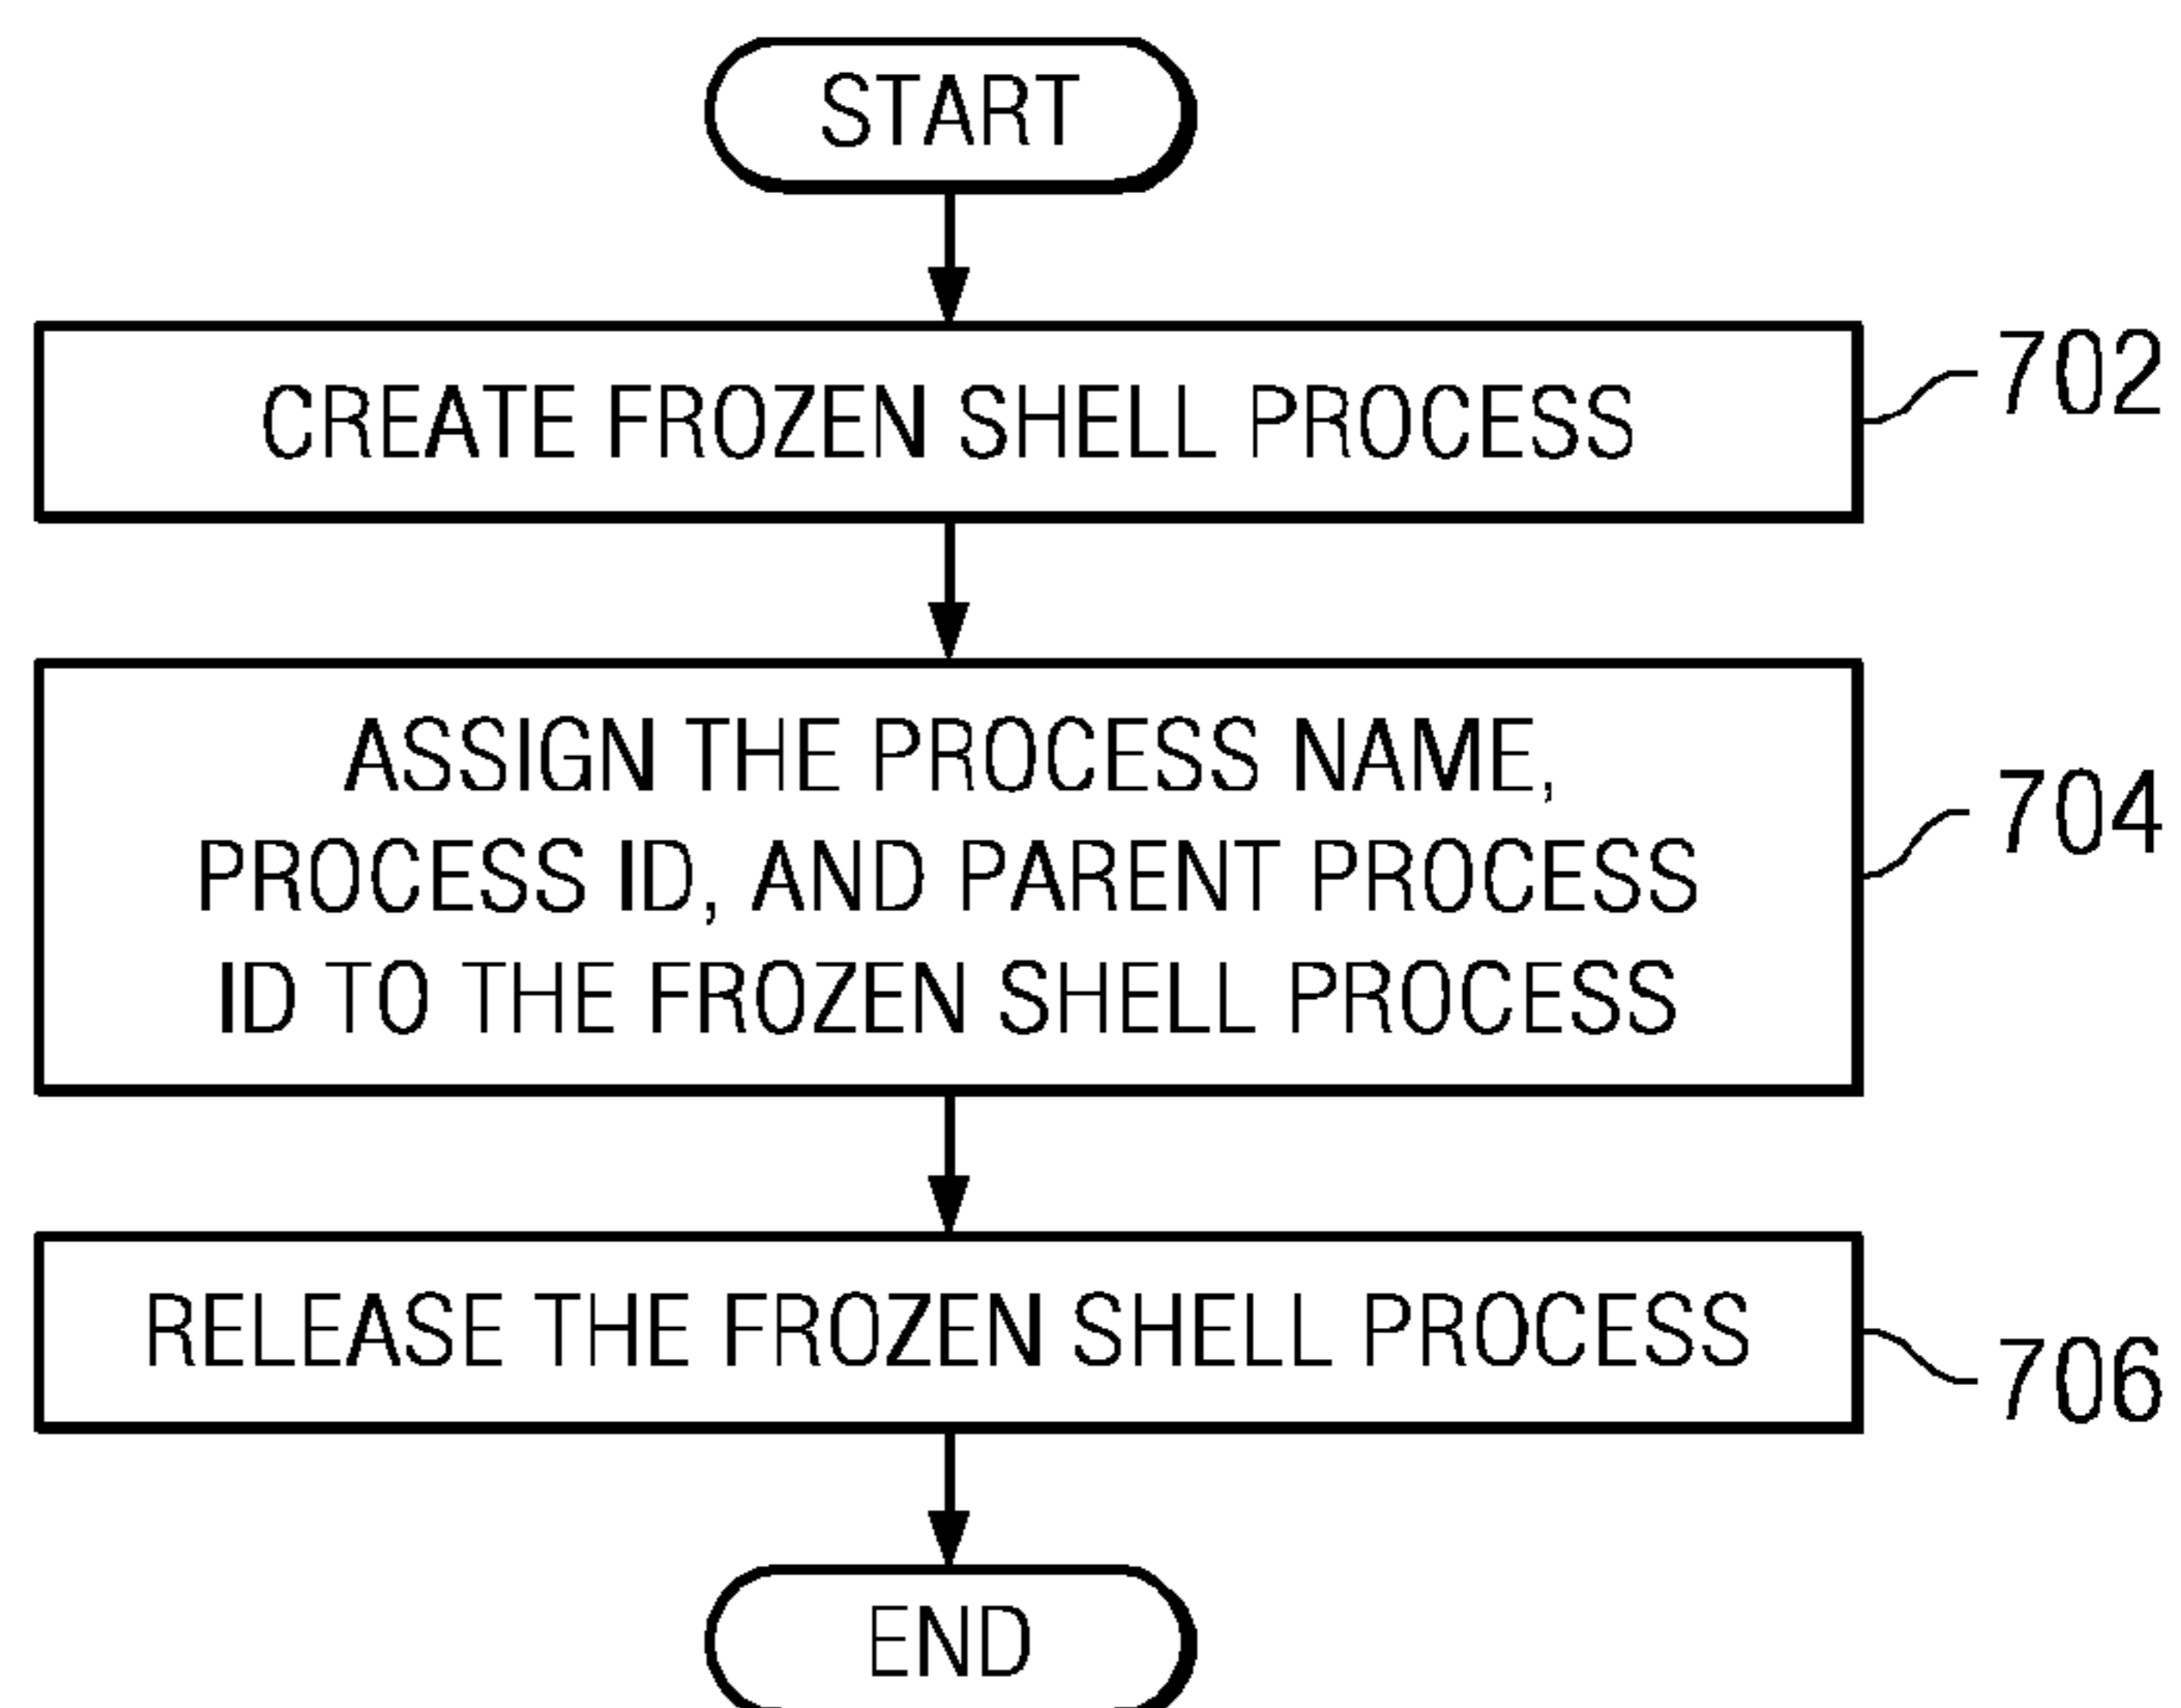 START
CREATE FROZEN SHELL PROCESS
702
ASSIGN THE PROCESS NAME,
PROCESS ID, AND PARENT PROCESS
ID TO THE FROZEN SHELL PROCESS
704
RELEASE THE FROZEN SHELL PROCESS
706
END